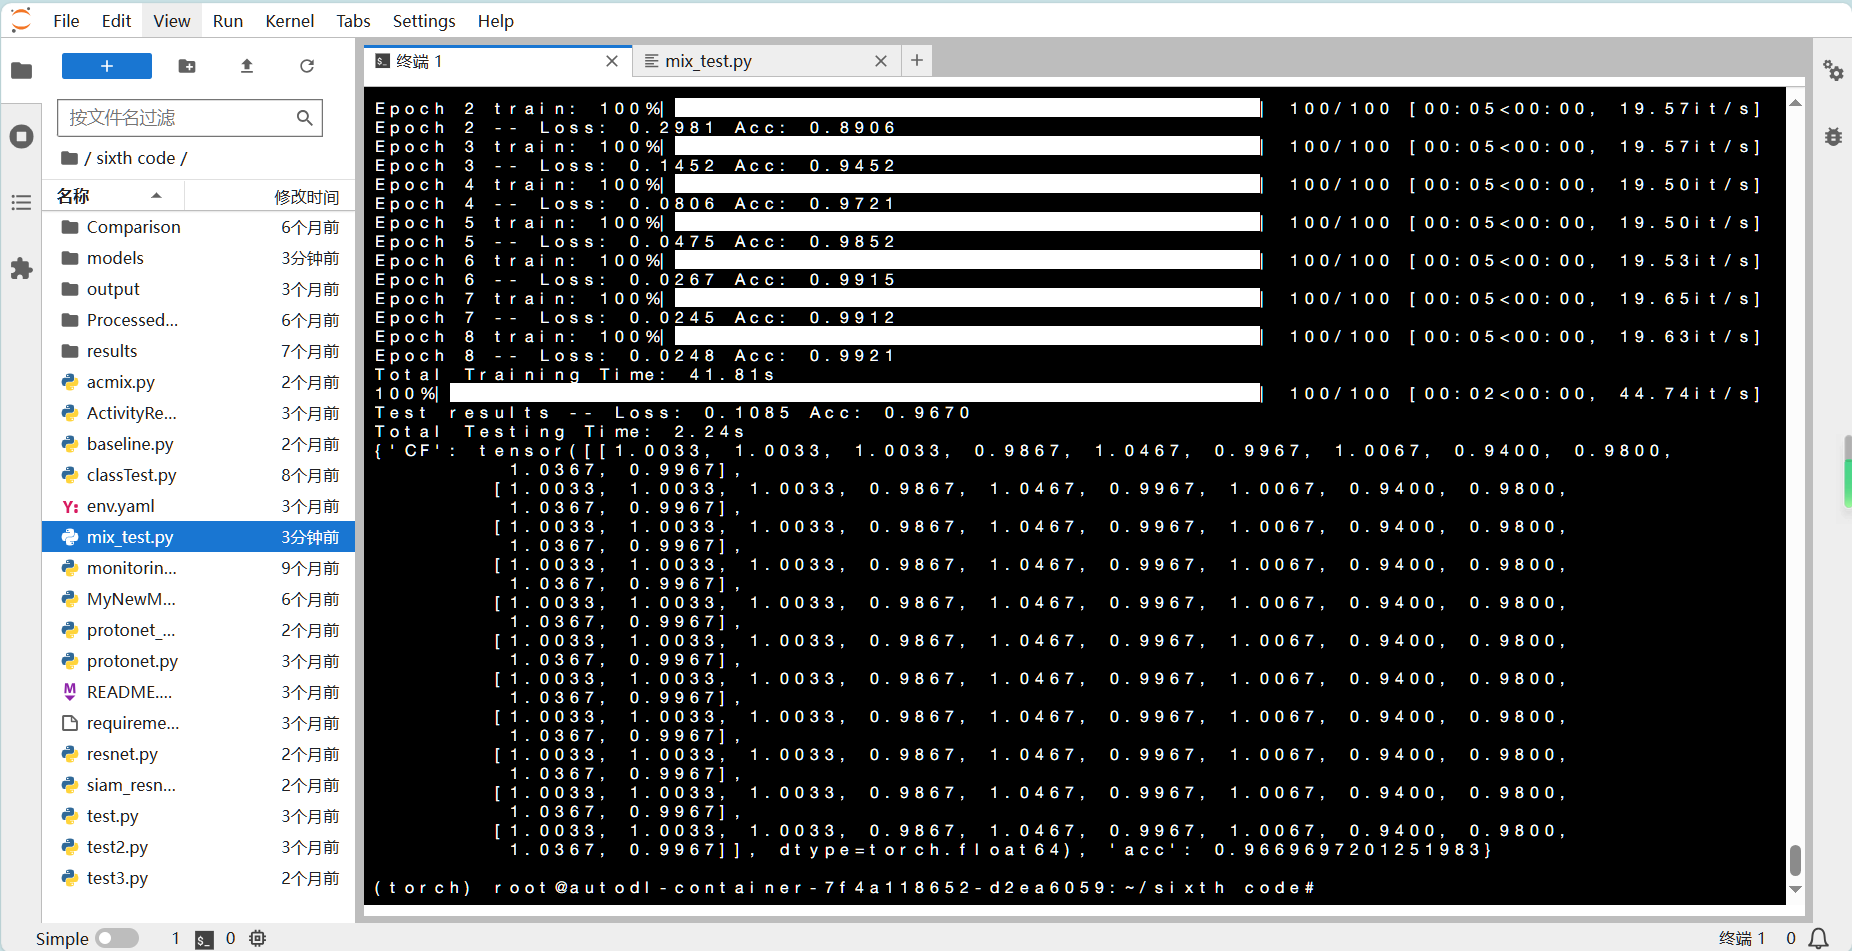 File Edit View Run Kernel Tabs Settings Help
+
按文件名过滤
/ sixth code /
名称 修改时间
Comparison 6个月前
models 3分钟前
output 3个月前
Processed... 6个月前
results 7个月前
acmix.py 2个月前
ActivityRe... 3个月前
baseline.py 2个月前
classTest.py 8个月前
Y: env.yaml 3个月前
mix_test.py 3分钟前
monitorin... 9个月前
MyNewM... 6个月前
protonet_... 2个月前
protonet.py 3个月前
README.... 3个月前
requireme... 3个月前
resnet.py 2个月前
siam_resn... 2个月前
test.py 3个月前
test2.py 3个月前
test3.py 2个月前
终端 1 mix_test.py
Epoch 2 train: 100%| | 100/100 [00:05<00:00, 19.57it/s]
Epoch 2 -- Loss: 0.2981 Acc: 0.8906
Epoch 3 train: 100%| | 100/100 [00:05<00:00, 19.57it/s]
Epoch 3 -- Loss: 0.1452 Acc: 0.9452
Epoch 4 train: 100%| | 100/100 [00:05<00:00, 19.50it/s]
Epoch 4 -- Loss: 0.0806 Acc: 0.9721
Epoch 5 train: 100%| | 100/100 [00:05<00:00, 19.50it/s]
Epoch 5 -- Loss: 0.0475 Acc: 0.9852
Epoch 6 train: 100%| | 100/100 [00:05<00:00, 19.53it/s]
Epoch 6 -- Loss: 0.0267 Acc: 0.9915
Epoch 7 train: 100%| | 100/100 [00:05<00:00, 19.65it/s]
Epoch 7 -- Loss: 0.0245 Acc: 0.9912
Epoch 8 train: 100%| | 100/100 [00:05<00:00, 19.63it/s]
Epoch 8 -- Loss: 0.0248 Acc: 0.9921
Total Training Time: 41.81s
100%| | 100/100 [00:02<00:00, 44.74it/s]
Test results -- Loss: 0.1085 Acc: 0.9670
Total Testing Time: 2.24s
{'CF': tensor([[1.0033, 1.0033, 1.0033, 0.9867, 1.0467, 0.9967, 1.0067, 0.9400, 0.9800,
1.0367, 0.9967],
[1.0033, 1.0033, 1.0033, 0.9867, 1.0467, 0.9967, 1.0067, 0.9400, 0.9800,
1.0367, 0.9967],
[1.0033, 1.0033, 1.0033, 0.9867, 1.0467, 0.9967, 1.0067, 0.9400, 0.9800,
1.0367, 0.9967],
[1.0033, 1.0033, 1.0033, 0.9867, 1.0467, 0.9967, 1.0067, 0.9400, 0.9800,
1.0367, 0.9967],
[1.0033, 1.0033, 1.0033, 0.9867, 1.0467, 0.9967, 1.0067, 0.9400, 0.9800,
1.0367, 0.9967],
[1.0033, 1.0033, 1.0033, 0.9867, 1.0467, 0.9967, 1.0067, 0.9400, 0.9800,
1.0367, 0.9967],
[1.0033, 1.0033, 1.0033, 0.9867, 1.0467, 0.9967, 1.0067, 0.9400, 0.9800,
1.0367, 0.9967],
[1.0033, 1.0033, 1.0033, 0.9867, 1.0467, 0.9967, 1.0067, 0.9400, 0.9800,
1.0367, 0.9967],
[1.0033, 1.0033, 1.0033, 0.9867, 1.0467, 0.9967, 1.0067, 0.9400, 0.9800,
1.0367, 0.9967],
[1.0033, 1.0033, 1.0033, 0.9867, 1.0467, 0.9967, 1.0067, 0.9400, 0.9800,
1.0367, 0.9967],
[1.0033, 1.0033, 1.0033, 0.9867, 1.0467, 0.9967, 1.0067, 0.9400, 0.9800,
1.0367, 0.9967]], dtype=torch.float64), 'acc': 0.9669697201251983}
(torch) root@autodl-container-7f4a118652-d2ea6059:~/sixth code#
Simple 1 0 终端 1 0